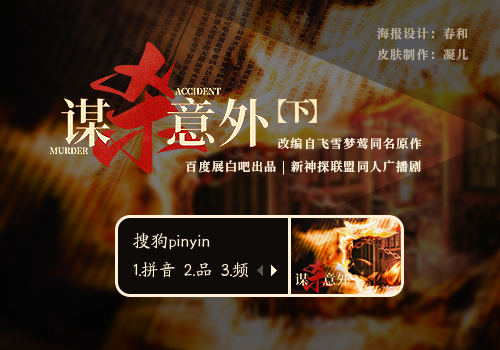 海报设计：春和
皮肤制作：凝儿
ACCIDENT
谋杀意外【下】
MURDER
改编自飞雪梦莺同名原作
百度展白吧出品 | 新神探联盟同人广播剧
搜狗pinyin
1.拼音 2.品 3.频
谋杀意外